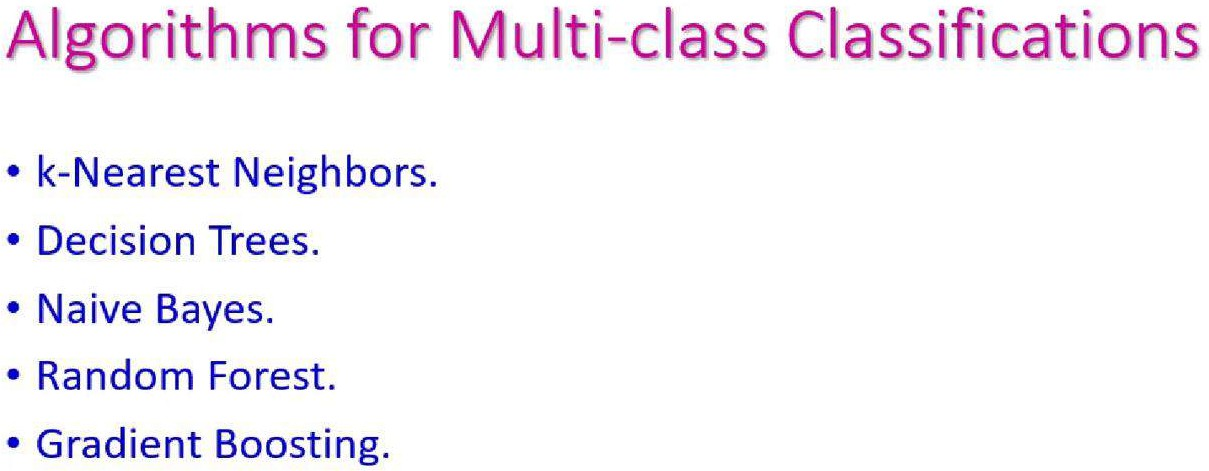 Algorithms for Multi-class Classifications
• k-Nearest Neighbors.
• Decision Trees.
• Naive Bayes.
• Random Forest.
• Gradient Boosting.